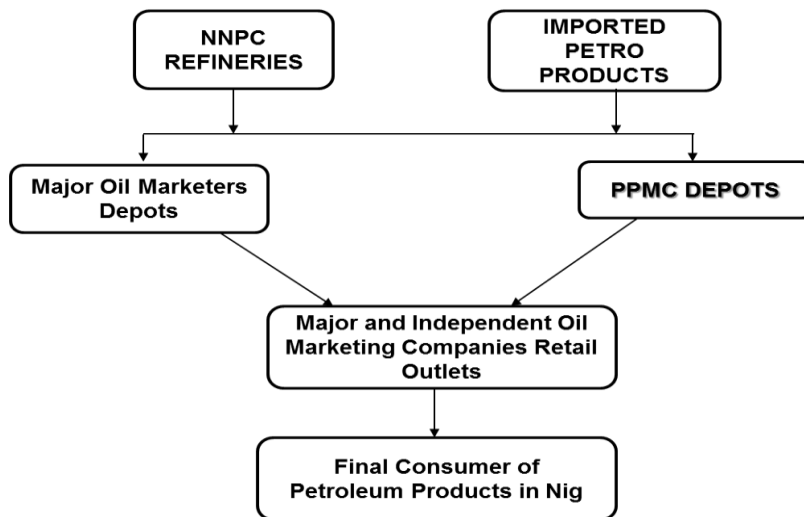 NNPC
REFINERIES
IMPORTED
PETRO
PRODUCTS
Major Oil Marketers
Depots
PPMC DEPOTS
Major and Independent Oil
Marketing Companies Retail
Outlets
Final Consumer of
Petroleum Products in Nig